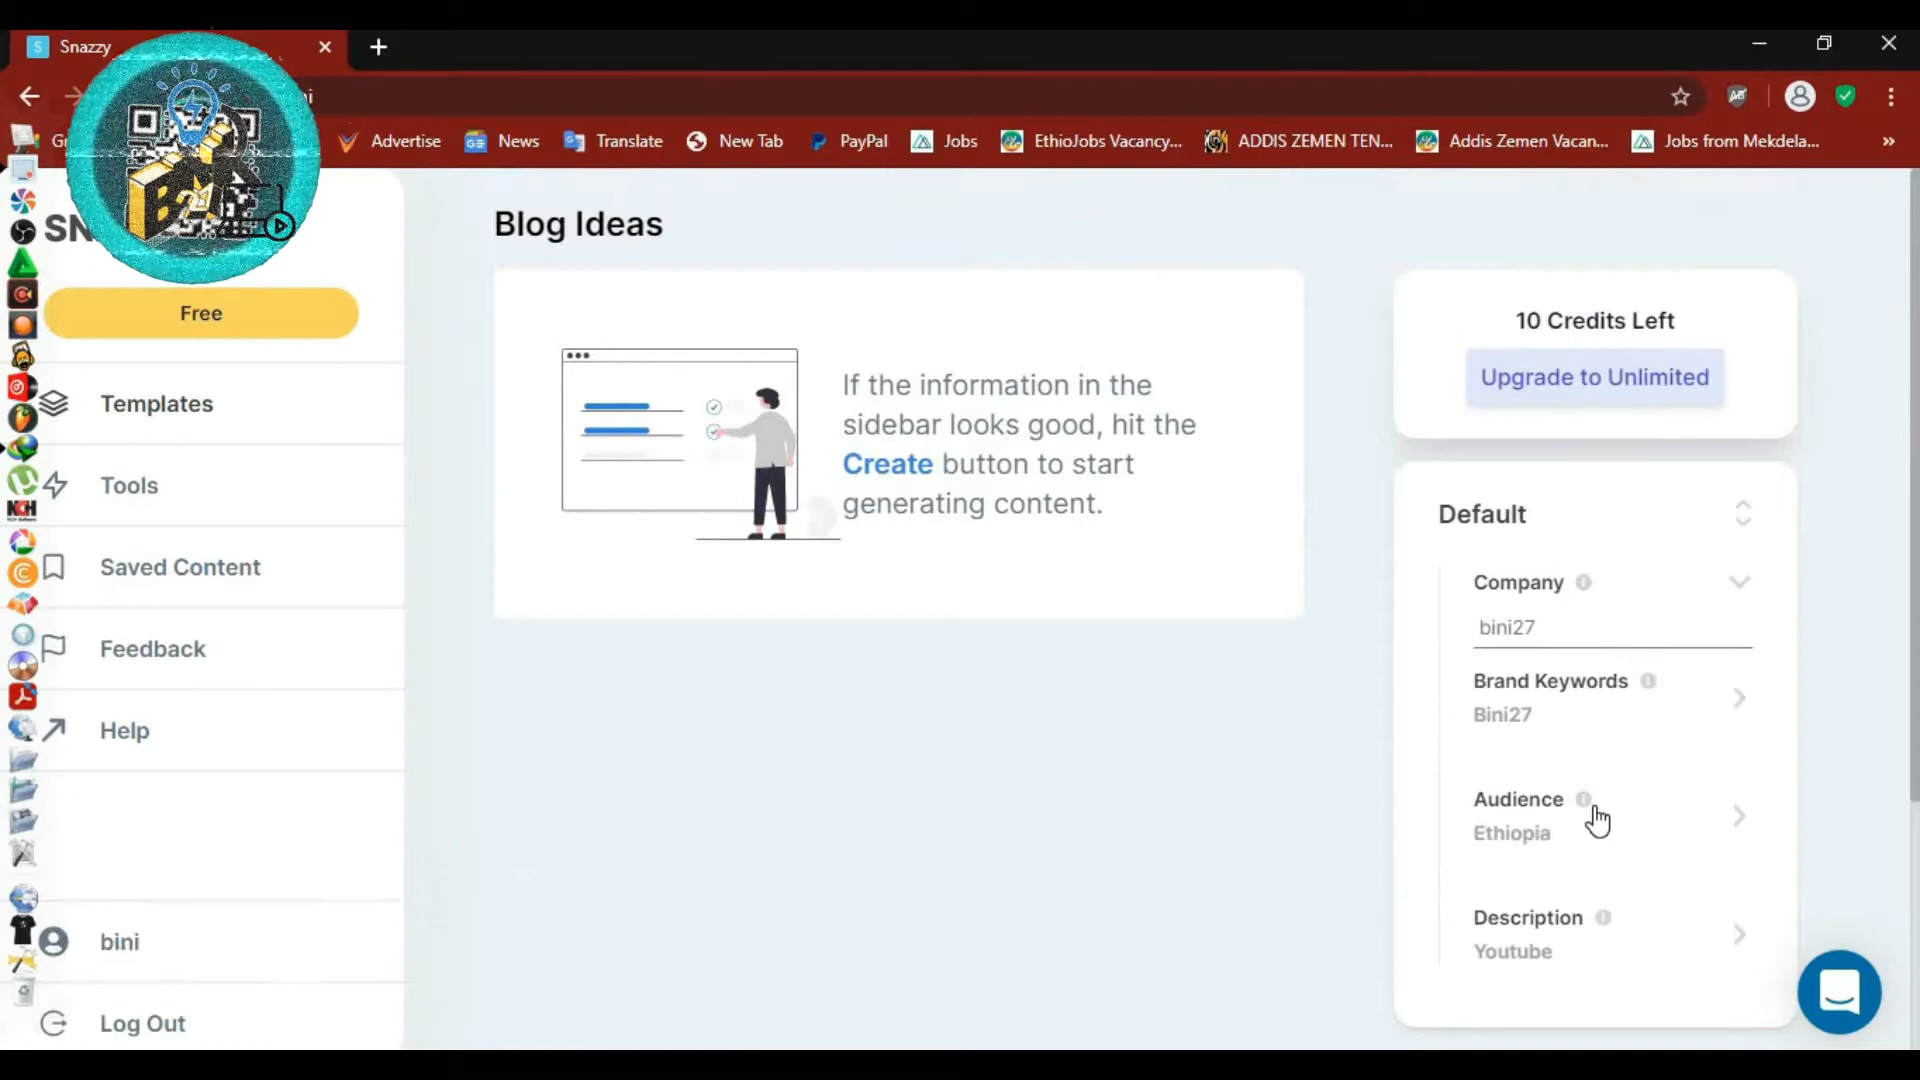 Snazzy
Advertise
News
Translate
New Tab
PayPal
Jobs
EthioJobs Vacancy...
ADDIS ZEMEN TEN...
Addis Zemen Vacan...
Jobs from Mekdela...
»
B27
SN
Free
Templates
Tools
Saved Content
Feedback
Help
bini
Log Out
NCH
Blog Ideas
If the information in the
sidebar looks good, hit the
Create button to start
generating content.
10 Credits Left
Upgrade to Unlimited
Default
Company
bini27
Brand Keywords
Bini27
Audience
Ethiopia
Description
Youtube